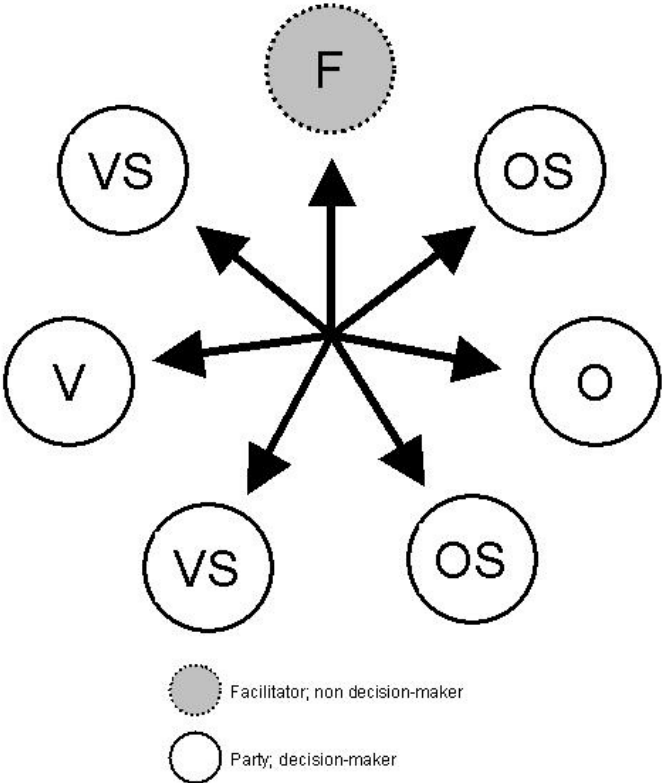 F
VS
OS
V
O
VS
OS
Facilitator; non decision-maker
Party; decision-maker